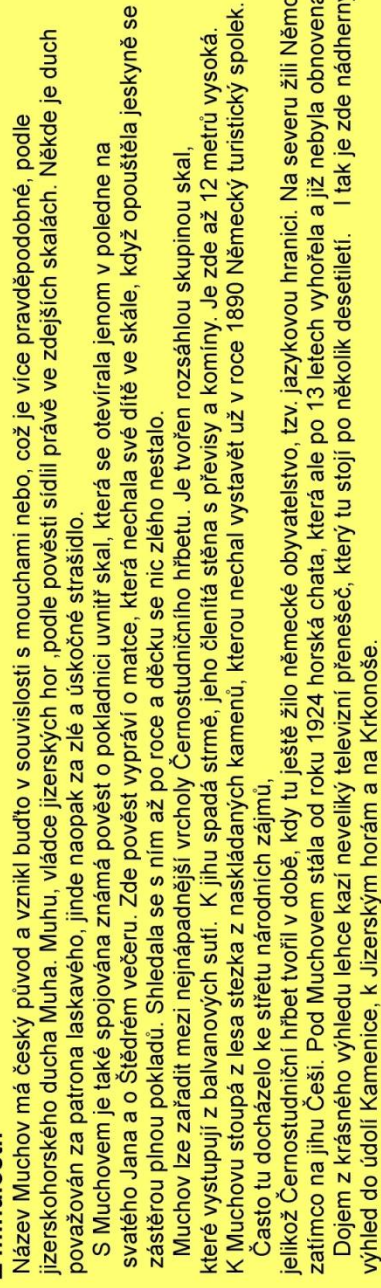 Název Muchov má český původ a vznikl buďto v souvislosti s mouchami nebo, což je více pravděpodobné, podle
jizerskohorského ducha Muha. Muhu, vládce jizerských hor ,podle pověsti sídlil právě ve zdejších skalách. Někde je duch
považován za patrona laskavého, jinde naopak za zlé a úskočné strašidlo.
S Muchovem je také spojována známá pověst o pokladnici uvnitř skal, která se otevírala jenom v poledne na
svatého Jana a o Štědrém večeru. Zde pověst vypráví o matce, která nechala své dítě ve skále, když opouštěla jeskyně se
zástěrou plnou pokladů. Shledala se s ním až po roce a děcku se nic zlého nestalo.
Muchov lze zařadit mezi nejnápadnější vrcholy Černostudničního hřbetu. Je tvořen rozsáhlou skupinou skal,
které vystupují z balvanových sutí. K jihu spadá strmě, jeho členitá stěna s převisy a komíny. Je zde až 12 metrů vysoká.
K Muchovu stoupá z lesa stezka z naskládaných kamenů, kterou nechal vystavět už v roce 1890 Německý turistický spolek.
Často tu docházelo ke střetu národních zájmů,
jelikož Černostudniční hřbet tvořil v době, kdy tu ještě žilo německé obyvatelstvo, tzv. jazykovou hranici. Na severu žili Němc
zatímco na jihu Češi. Pod Muchovem stála od roku 1924 horská chata, která ale po 13 letech vyhořela a již nebyla obnovena
Dojem z krásného výhledu lehce kazí neveliký televizní přenešeč, který tu stojí po několik desetiletí. I tak je zde nádherný
výhled do údolí Kamenice, k Jizerským horám a na Krkonoše.